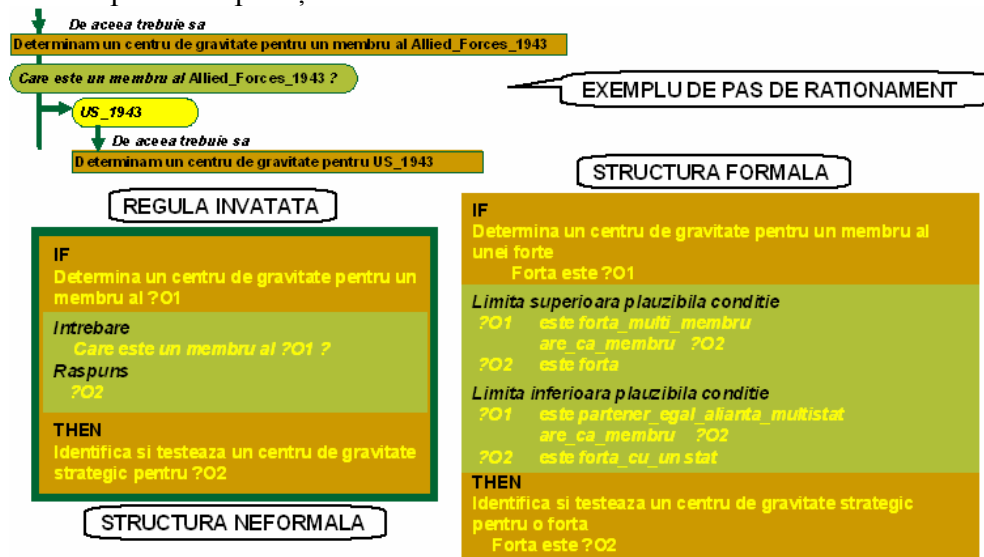 De aceea trebuie sa
Determinam un centru de gravitate pentru un membru al Allied_Forces_1943
Care este un membru al Allied_Forces_1943 ?
US_1943
De aceea trebuie sa
Determinam un centru de gravitate pentru US_1943
EXEMPLU DE PAS DE RATIONAMENT
REGULA INVATATA
IF
Determina un centru de gravitate pentru un
membru al ?O1
Intrebare
Care este un membru al ?O1 ?
Raspuns
?O2
THEN
Identifica si testeaza un centru de gravitate
strategic pentru ?O2
STRUCTURA NEFORMALA
STRUCTURA FORMALA
IF
Determina un centru de gravitate pentru un membru al
unei forte
Forta este ?O1
Limita superioara plauzibila conditie
?O1 este forta_multi_membru
are_ca_membru ?O2
?O2 este forta
Limita inferioara plauzibila conditie
?O1 este partener_egal_alianta_multistat
are_ca_membru ?O2
?O2 este forta_cu_un stat
THEN
Identifica si testeaza un centru de gravitate strategic
pentru o forta
Forta este ?O2